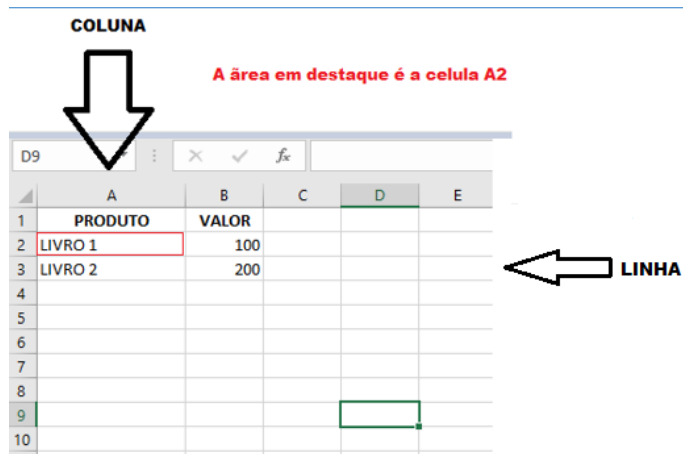 COLUNA
A ãrea em destaque é a celula A2
D9 fx
A B C D E
1 PRODUTO VALOR
2 LIVRO 1 100
3 LIVRO 2 200
LINHA
4
5
6
7
8
9
10